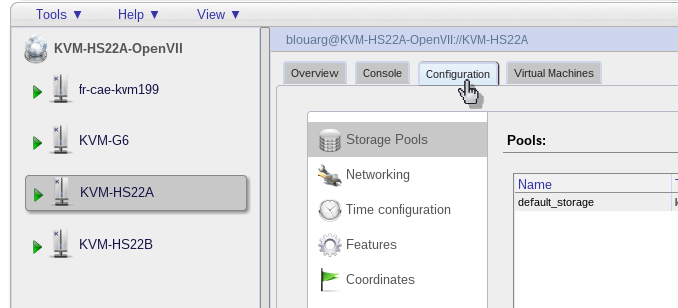 Tools ▼ Help ▼ View ▼
KVM-HS22A-OpenVII
fr-cae-kvm199
KVM-G6
KVM-HS22A
KVM-HS22B
blouarg@KVM-HS22A-OpenVII://KVM-HS22A
Overview Console Configuration Virtual Machines
Storage Pools
Networking
Time configuration
Features
Coordinates
Pools:
Name
default_storage